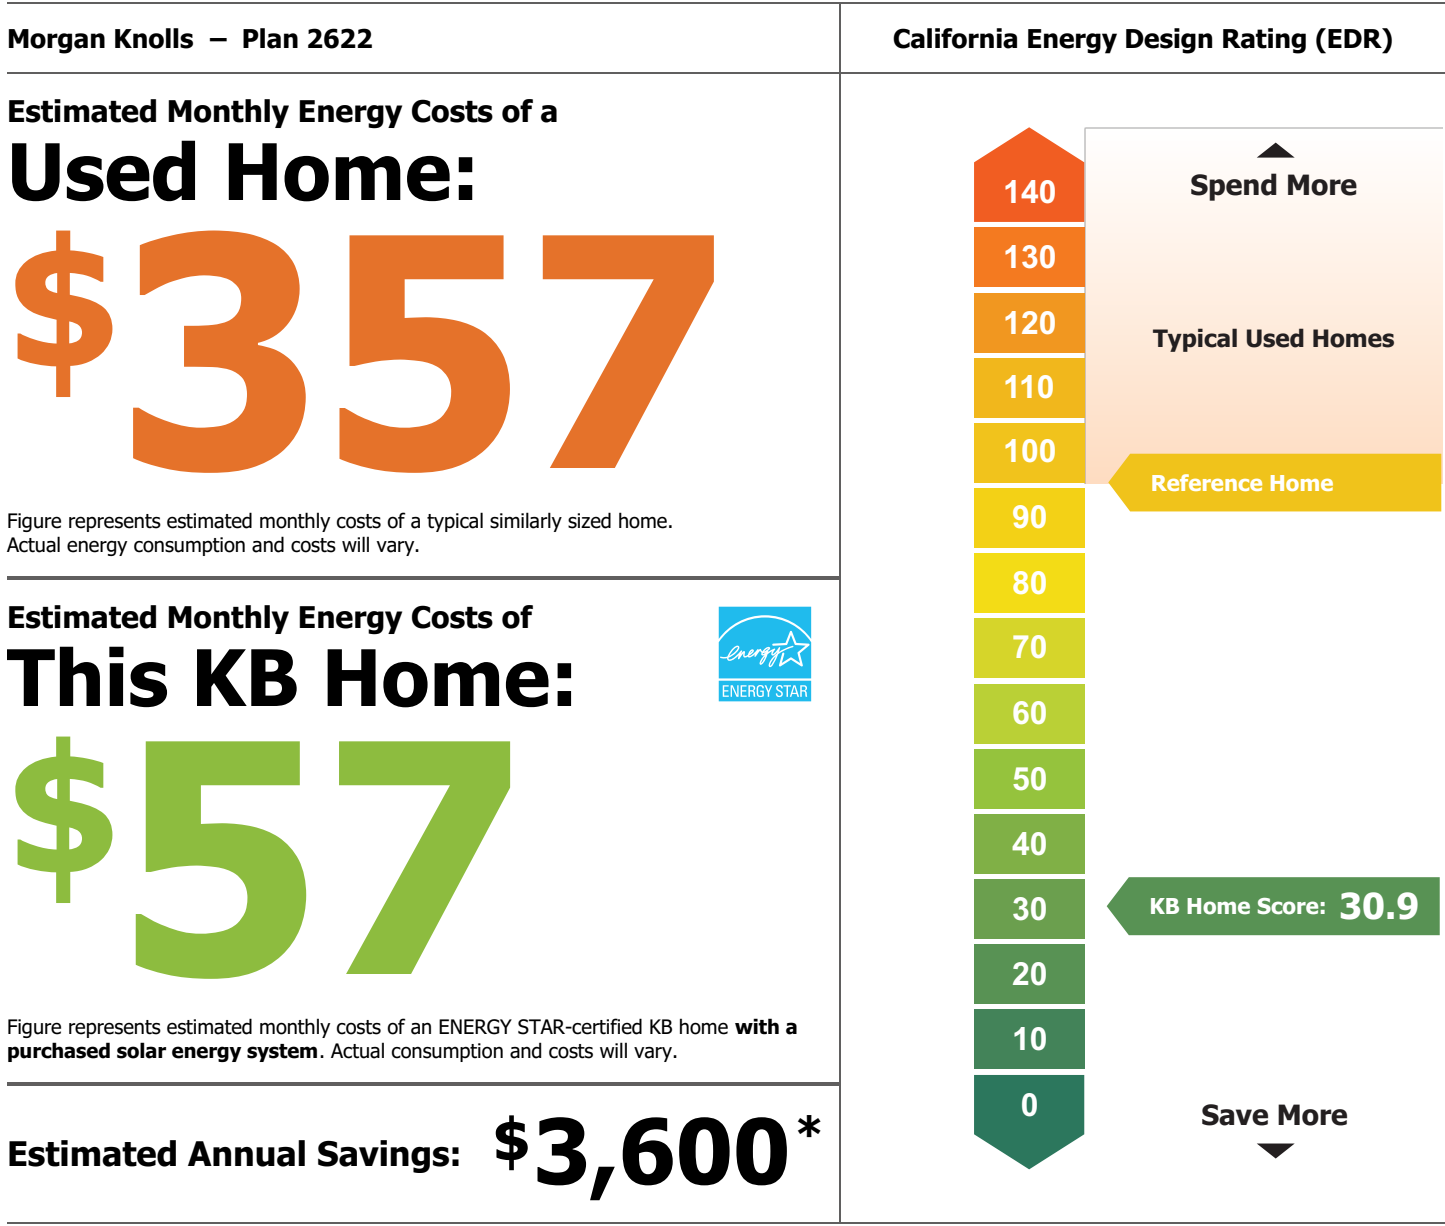 Morgan Knolls – Plan 2622
Estimated Monthly Energy Costs of a
Used Home:
$357
Figure represents estimated monthly costs of a typical similarly sized home.
Actual energy consumption and costs will vary.
Estimated Monthly Energy Costs of
This KB Home:
energy
ENERGY STAR
$57
Figure represents estimated monthly costs of an ENERGY STAR-certified KB home with a
purchased solar energy system. Actual consumption and costs will vary.
Estimated Annual Savings: $3,600*
California Energy Design Rating (EDR)
140
130
120
110
100
90
80
70
60
50
40
30
20
10
0
Spend More
Typical Used Homes
Reference Home
KB Home Score: 30.9
Save More